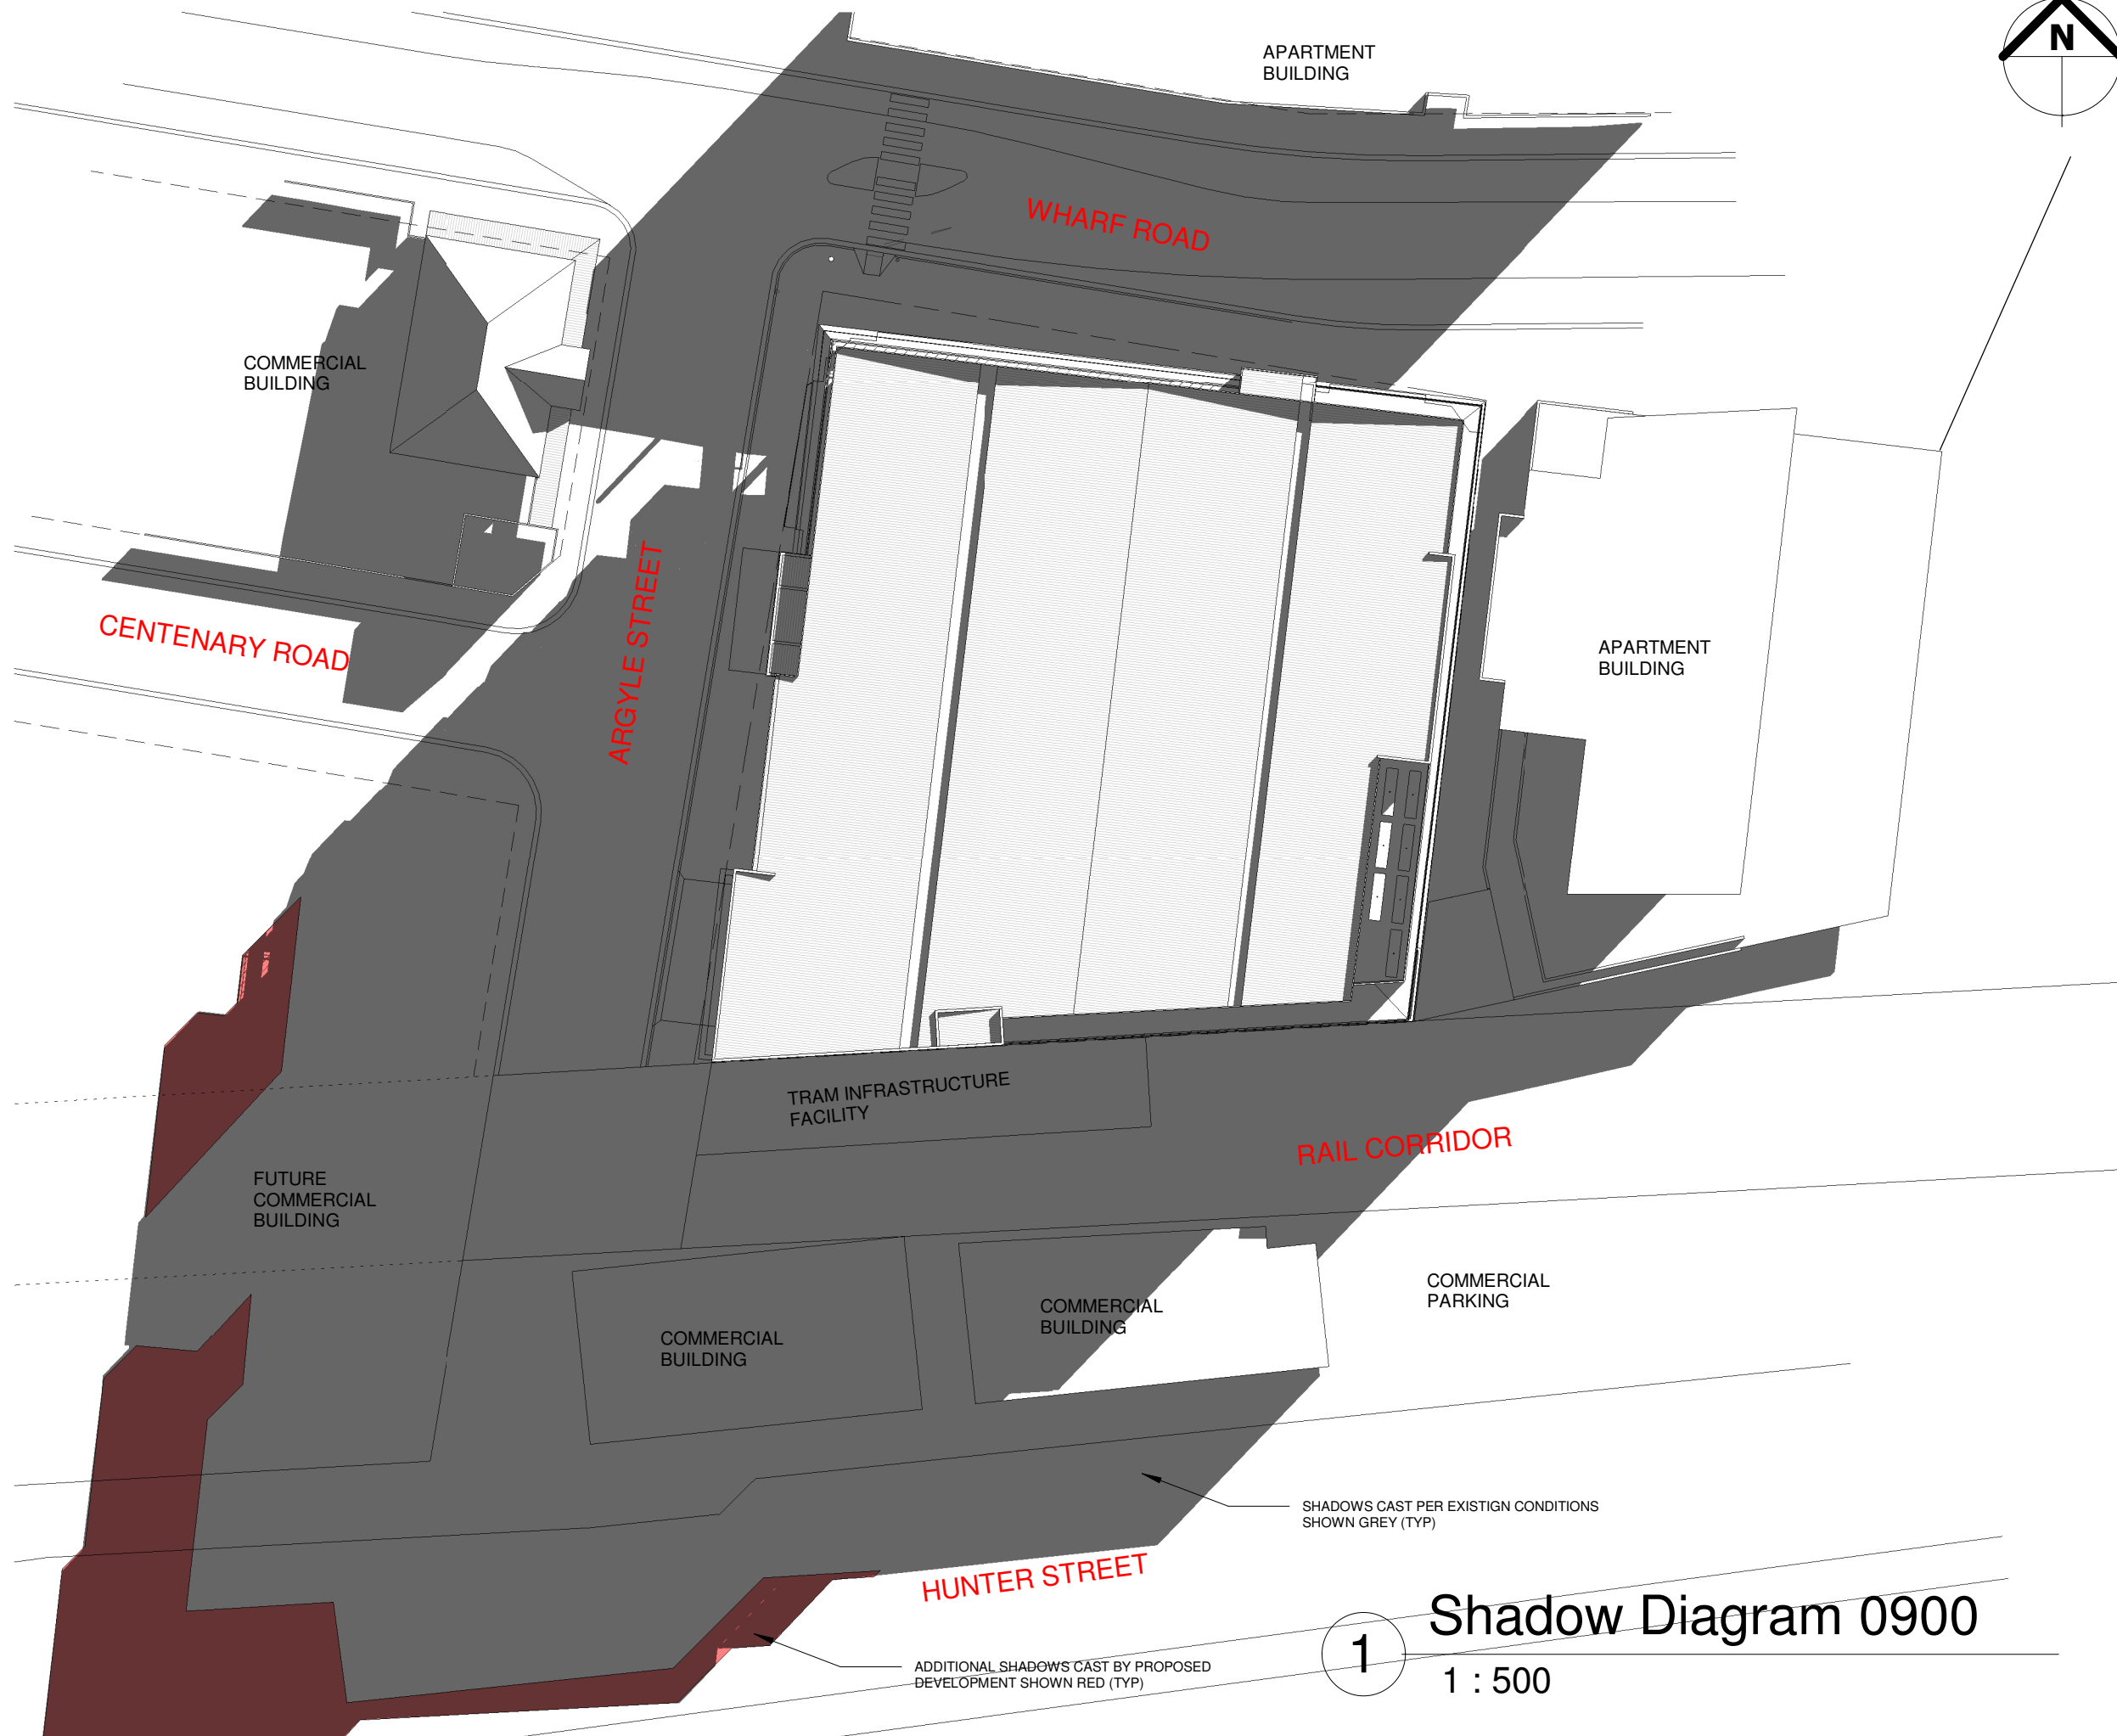 APARTMENT
BUILDING
N
WHARF ROAD
COMMERCIAL
BUILDING
CENTENARY ROAD
ARGYLE STREET
APARTMENT
BUILDING
TRAM INFRASTRUCTURE
FACILITY
RAIL CORRIDOR
FUTURE
COMMERCIAL
BUILDING
COMMERCIAL
BUILDING
COMMERCIAL
BUILDING
COMMERCIAL
PARKING
SHADOWS CAST PER EXISTIGN CONDITIONS
SHOWN GREY (TYP)
HUNTER STREET
ADDITIONAL SHADOWS CAST BY PROPOSED
DEVELOPMENT SHOWN RED (TYP)
1
Shadow Diagram 0900
1 : 500